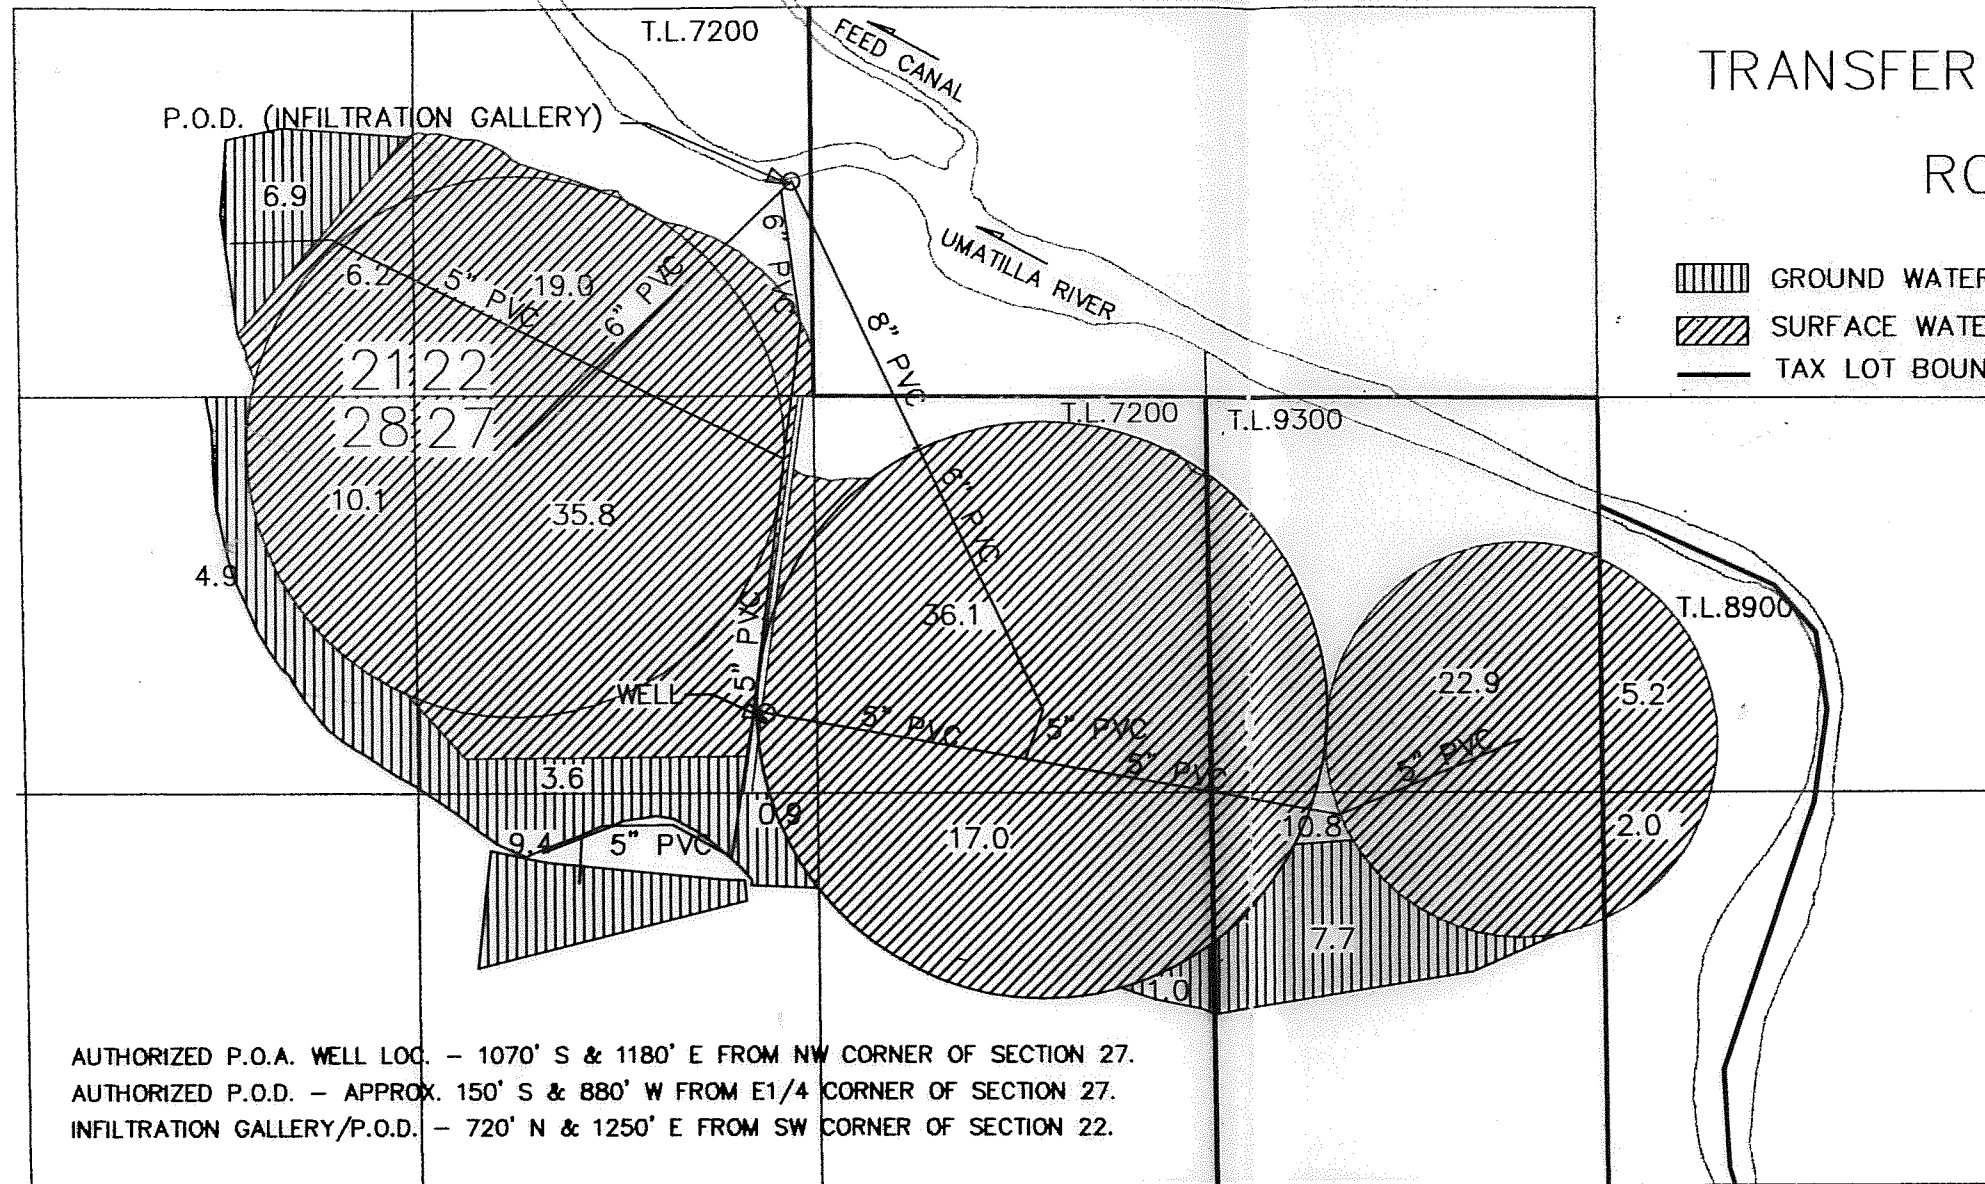 T.L.7200
FEED CANAL
TRANSFER
P.O.D. (INFILTRATION GALLERY)
RO
6.9
6" PVC
UMATILLA RIVER
6.2
5" PVC
19.0
6" PVC
8" PVC
GROUND WATER
SURFACE WATE
TAX LOT BOUN
21 22
28 27
T.L.7200
T.L.9300
10.1
35.8
6" PVC
4.9
36.1
T.L.8900
5" PVC
WELL
22.9
5.2
5" PVC
5" PVC
5" PVC
5" PVC
3.6
0.9
9.4
5" PVC
17.0
10.8
2.0
7.7
1.0
AUTHORIZED P.O.A. WELL LOC. – 1070' S & 1180' E FROM NW CORNER OF SECTION 27.
AUTHORIZED P.O.D. – APPROX. 150' S & 880' W FROM E1/4 CORNER OF SECTION 27.
INFILTRATION GALLERY/P.O.D. – 720' N & 1250' E FROM SW CORNER OF SECTION 22.